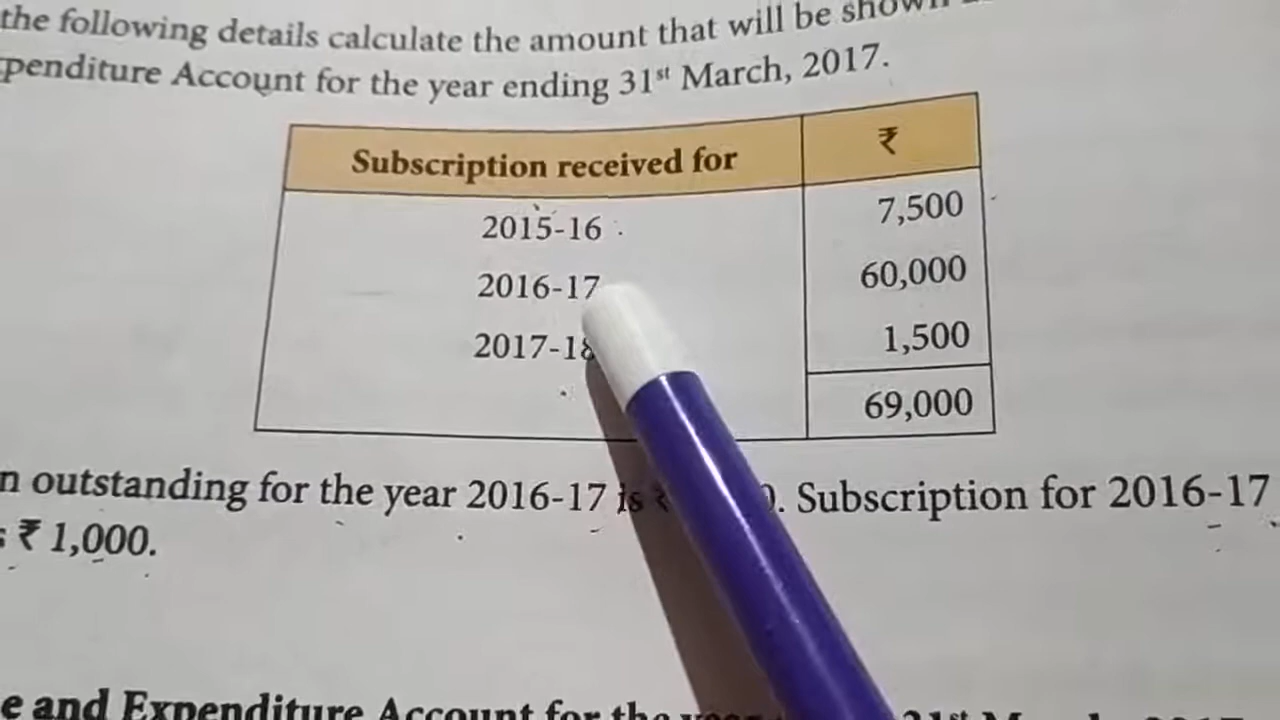 the following details calculate the amount that will be shown
penditure Account for the year ending 31st March, 2017.
Subscription received for ₹
2015-16 7,500
2016-17 60,000
2017-18 1,500
69,000
n outstanding for the year 2016-17 is ₹ ). Subscription for 2016-17
₹ 1,000.
e and Expenditure Account for the